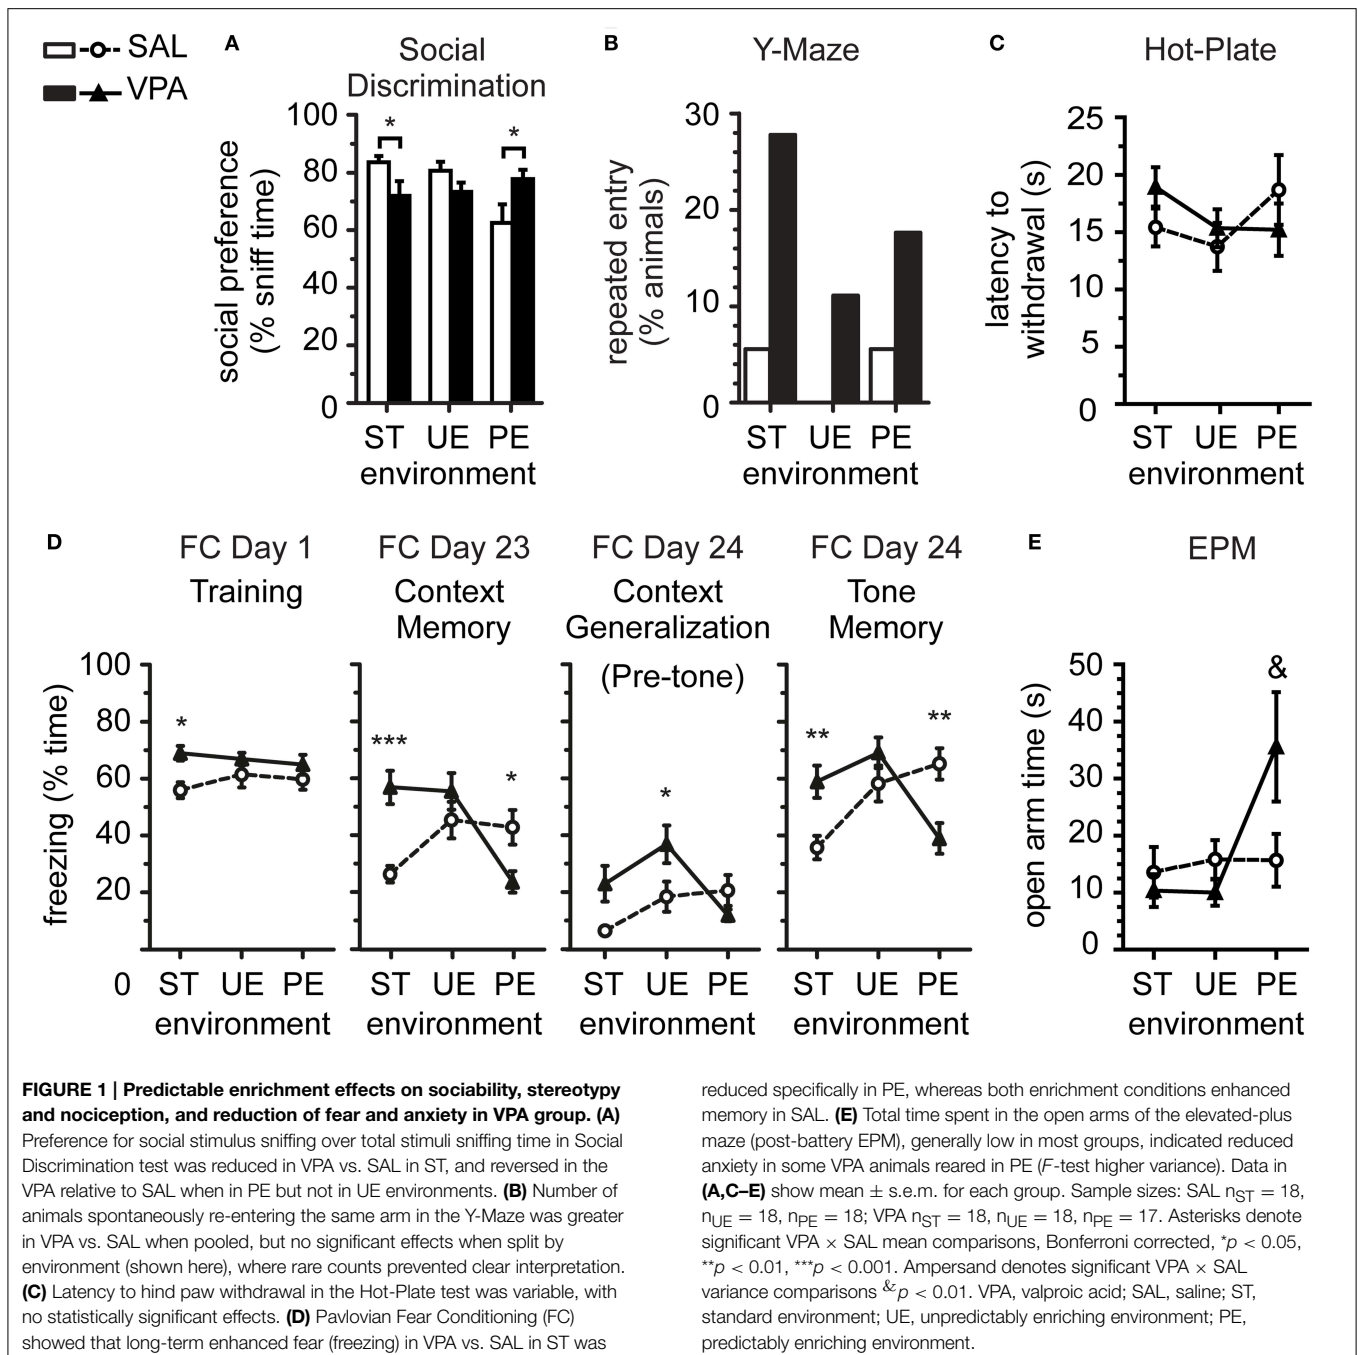 SAL
VPA
A
Social
Discrimination
social preference
(% sniff time)
100
80
60
40
20
0
*
*
ST UE PE
environment
B
Y-Maze
repeated entry
(% animals)
30
20
10
0
ST UE PE
environment
C
Hot-Plate
latency to
withdrawal (s)
25
20
15
10
5
0
ST UE PE
environment
D
FC Day 1
Training
freezing (% time)
100
80
60
40
20
0
*
ST UE PE
environment
FC Day 23
Context
Memory
***
*
ST UE PE
environment
FC Day 24
Context
Generalization
(Pre-tone)
*
ST UE PE
environment
FC Day 24
Tone
Memory
**
**
ST UE PE
environment
E
EPM
open arm time (s)
50
40
30
20
10
0
&
ST UE PE
environment
FIGURE 1 | Predictable enrichment effects on sociability, stereotypy
and nociception, and reduction of fear and anxiety in VPA group. (A)
Preference for social stimulus sniffing over total stimuli sniffing time in Social
Discrimination test was reduced in VPA vs. SAL in ST, and reversed in the
VPA relative to SAL when in PE but not in UE environments. (B) Number of
animals spontaneously re-entering the same arm in the Y-Maze was greater
in VPA vs. SAL when pooled, but no significant effects when split by
environment (shown here), where rare counts prevented clear interpretation.
(C) Latency to hind paw withdrawal in the Hot-Plate test was variable, with
no statistically significant effects. (D) Pavlovian Fear Conditioning (FC)
showed that long-term enhanced fear (freezing) in VPA vs. SAL in ST was
reduced specifically in PE, whereas both enrichment conditions enhanced
memory in SAL. (E) Total time spent in the open arms of the elevated-plus
maze (post-battery EPM), generally low in most groups, indicated reduced
anxiety in some VPA animals reared in PE (F-test higher variance). Data in
(A,C–E) show mean ± s.e.m. for each group. Sample sizes: SAL nST = 18,
nUE = 18, nPE = 18; VPA nST = 18, nUE = 18, nPE = 17. Asterisks denote
significant VPA × SAL mean comparisons, Bonferroni corrected, *p < 0.05,
**p < 0.01, ***p < 0.001. Ampersand denotes significant VPA × SAL
variance comparisons &p < 0.01. VPA, valproic acid; SAL, saline; ST,
standard environment; UE, unpredictably enriching environment; PE,
predictably enriching environment.